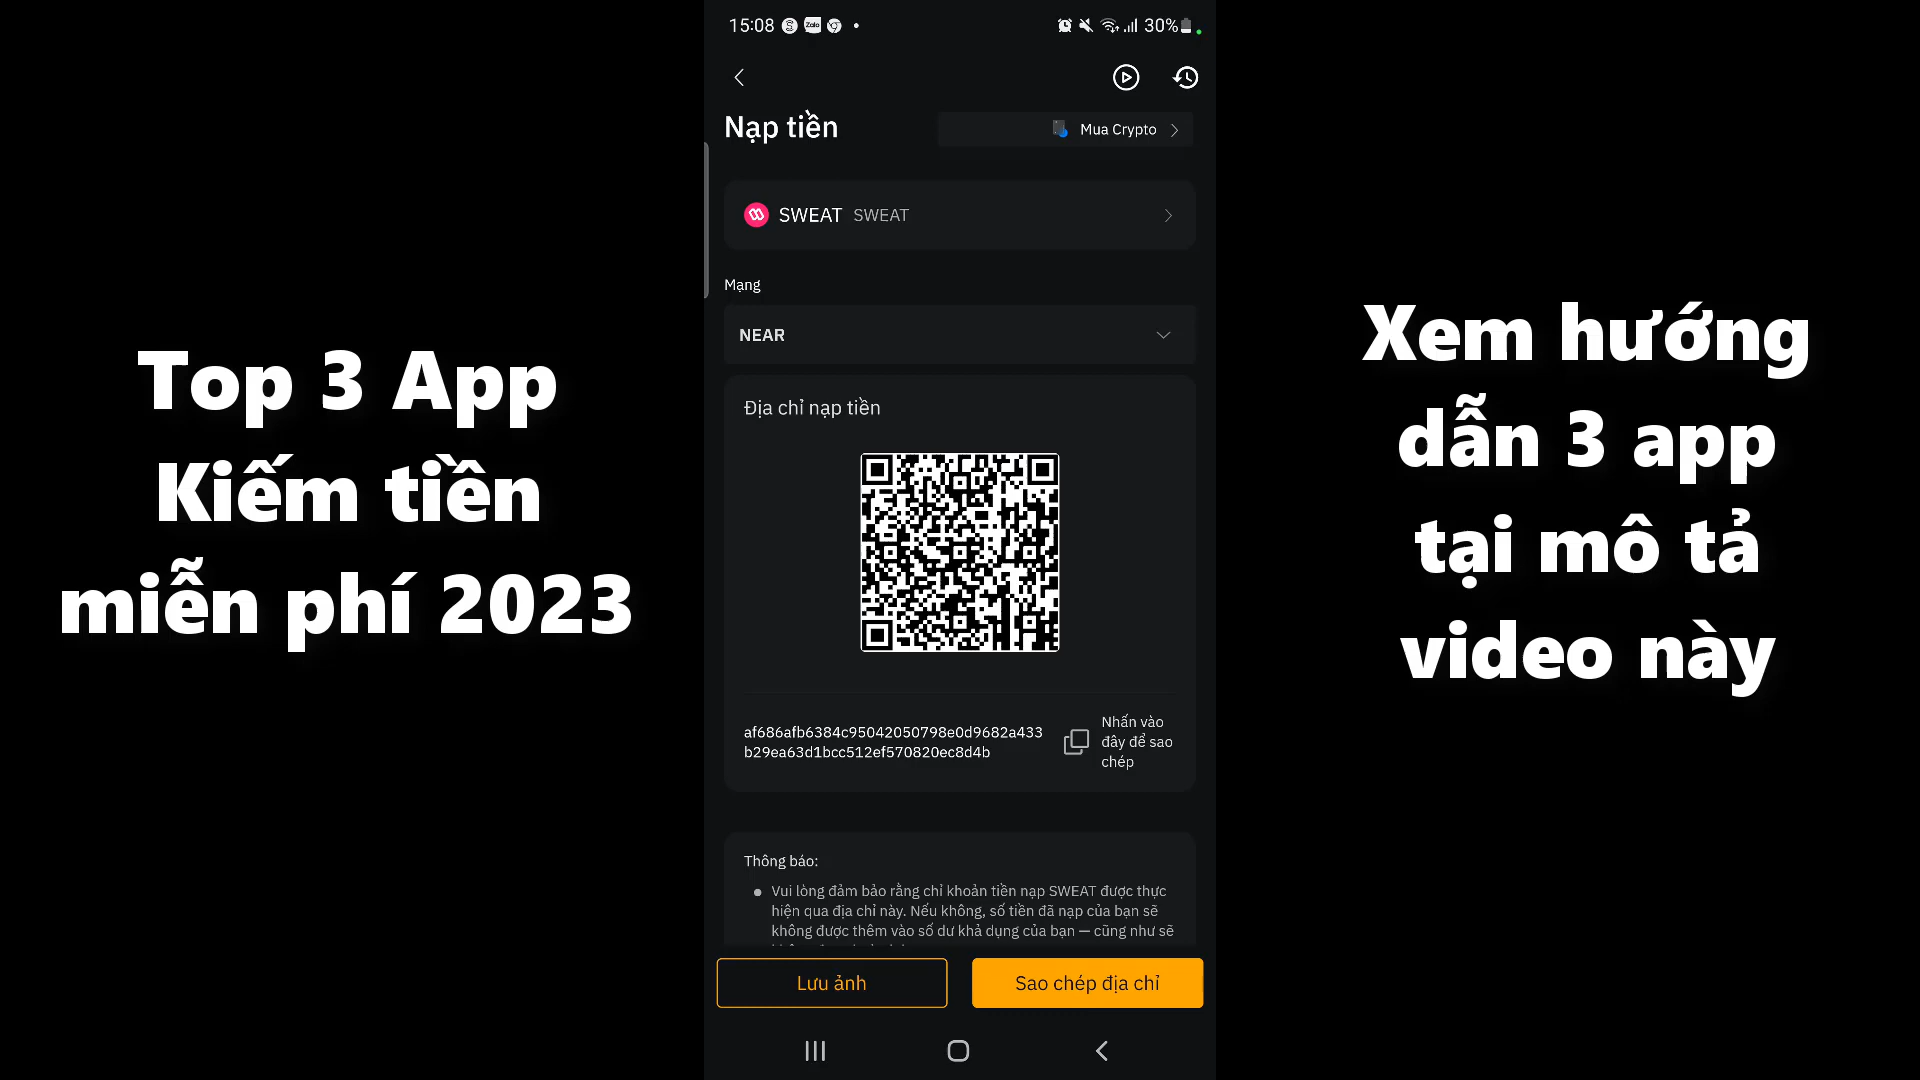 Top 3 App
Kiếm tiền
miễn phí 2023
15:08
Zalo
30%
Nạp tiền
Mua Crypto
SWEAT SWEAT
Mạng
NEAR
Địa chỉ nạp tiền
af686afb6384c95042050798e0d9682a433
b29ea63d1bcc512ef570820ec8d4b
Nhấn vào
đây để sao
chép
Thông báo:
Vui lòng đảm bảo rằng chỉ khoản tiền nạp SWEAT được thực
hiện qua địa chỉ này. Nếu không, số tiền đã nạp của bạn sẽ
không được thêm vào số dư khả dụng của bạn — cũng như sẽ
Lưu ảnh
Sao chép địa chỉ
Xem hướng
dẫn 3 app
tại mô tả
video này